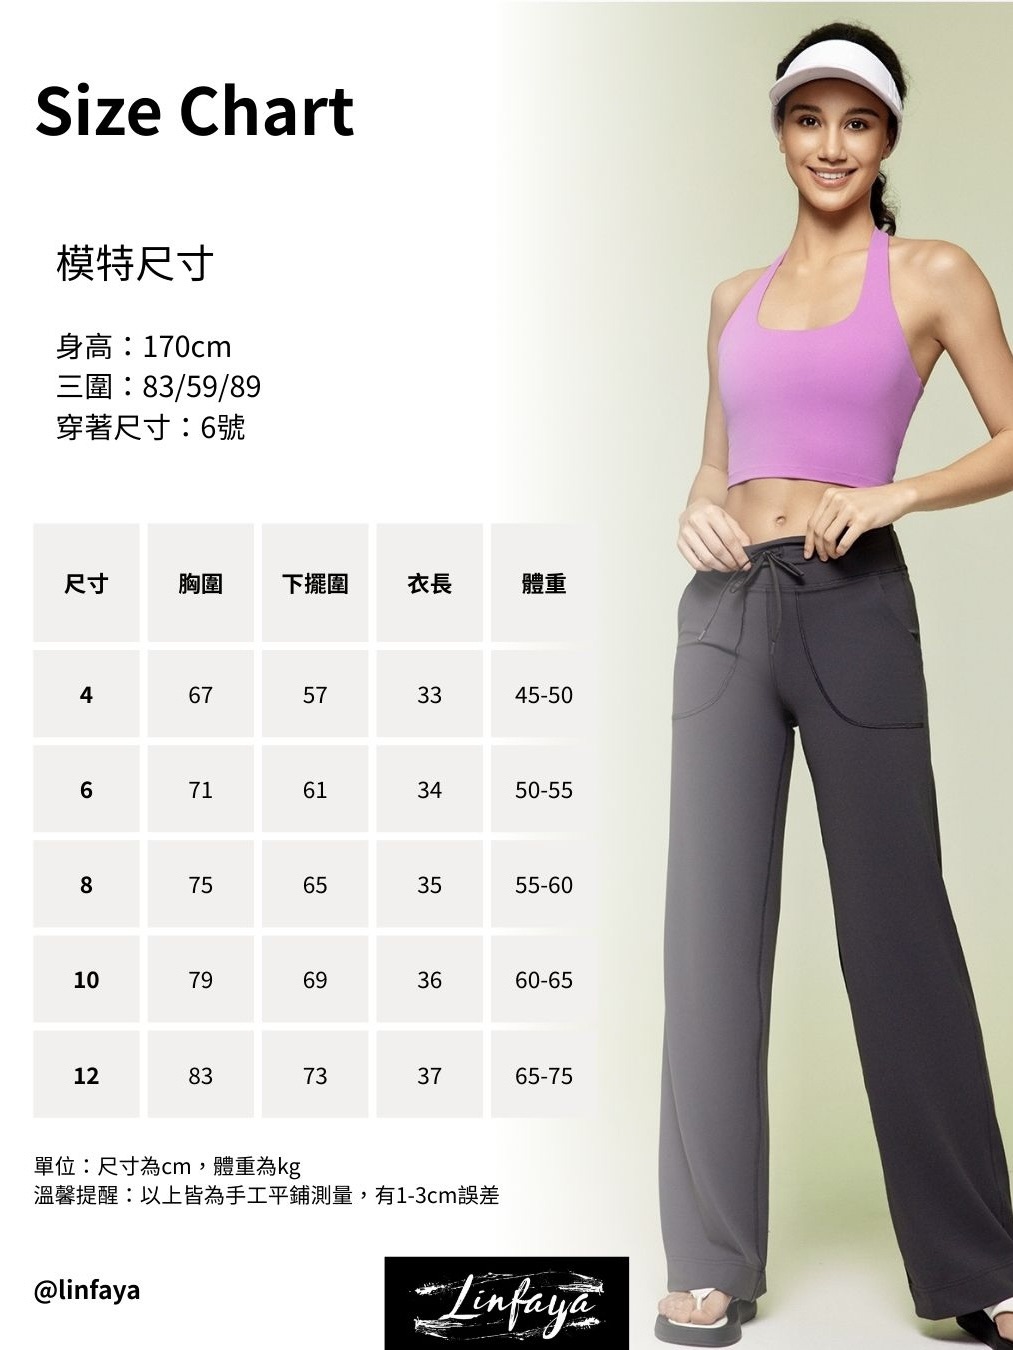 Size Chart
模特尺寸
身高：170cm
三圍：83/59/89
穿著尺寸：6號
尺寸 胸圍 下擺圍 衣長 體重
4 67 57 33 45-50
6 71 61 34 50-55
8 75 65 35 55-60
10 79 69 36 60-65
12 83 73 37 65-75
單位：尺寸為cm，體重為kg
溫馨提醒：以上皆為手工平鋪測量，有1-3cm誤差
@linfaya
Linfaya